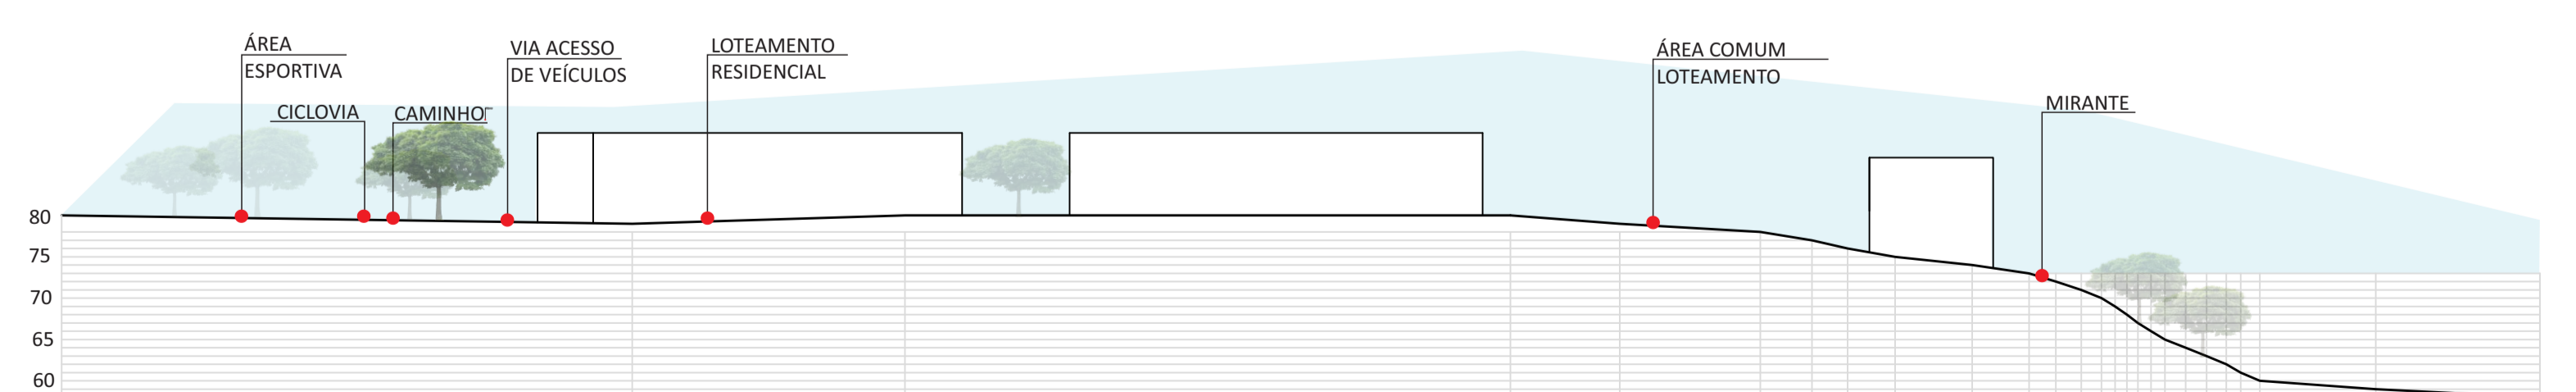 ÁREA
ESPORTIVA
CICLOVIA
CAMINHO
VIA ACESSO
DE VEÍCULOS
LOTEAMENTO
RESIDENCIAL
ÁREA COMUM
LOTEAMENTO
MIRANTE
80
75
70
65
60